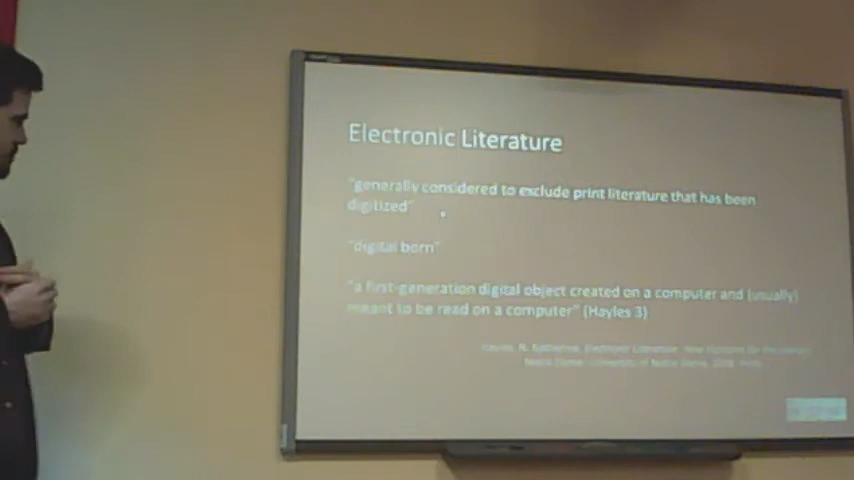 Electronic Literature
"generally considered to exclude print literature that has been
digitized"
"digital born"
"a first-generation digital object created on a computer and (usually)
meant to be read on a computer" (Hayles 3)
Hayles, N. Katherine. Electronic Literature: New Horizons for the Literary.
Notre Dame: University of Notre Dame, 2008. Print.